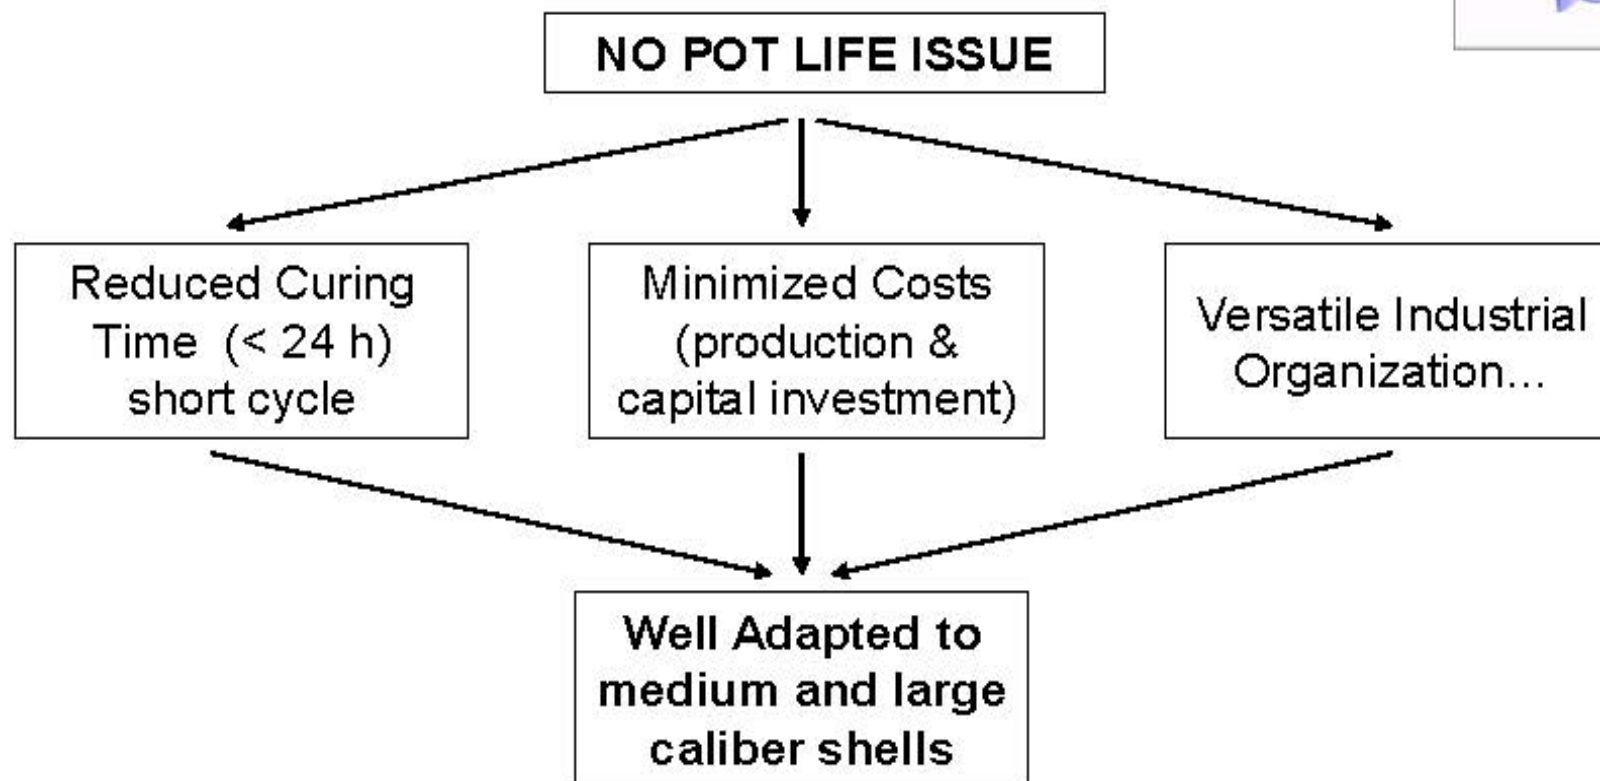 NO POT LIFE ISSUE
Reduced Curing
Time (< 24 h)
short cycle
Minimized Costs
(production &
capital investment)
Versatile Industrial
Organization...
Well Adapted to
medium and large
caliber shells